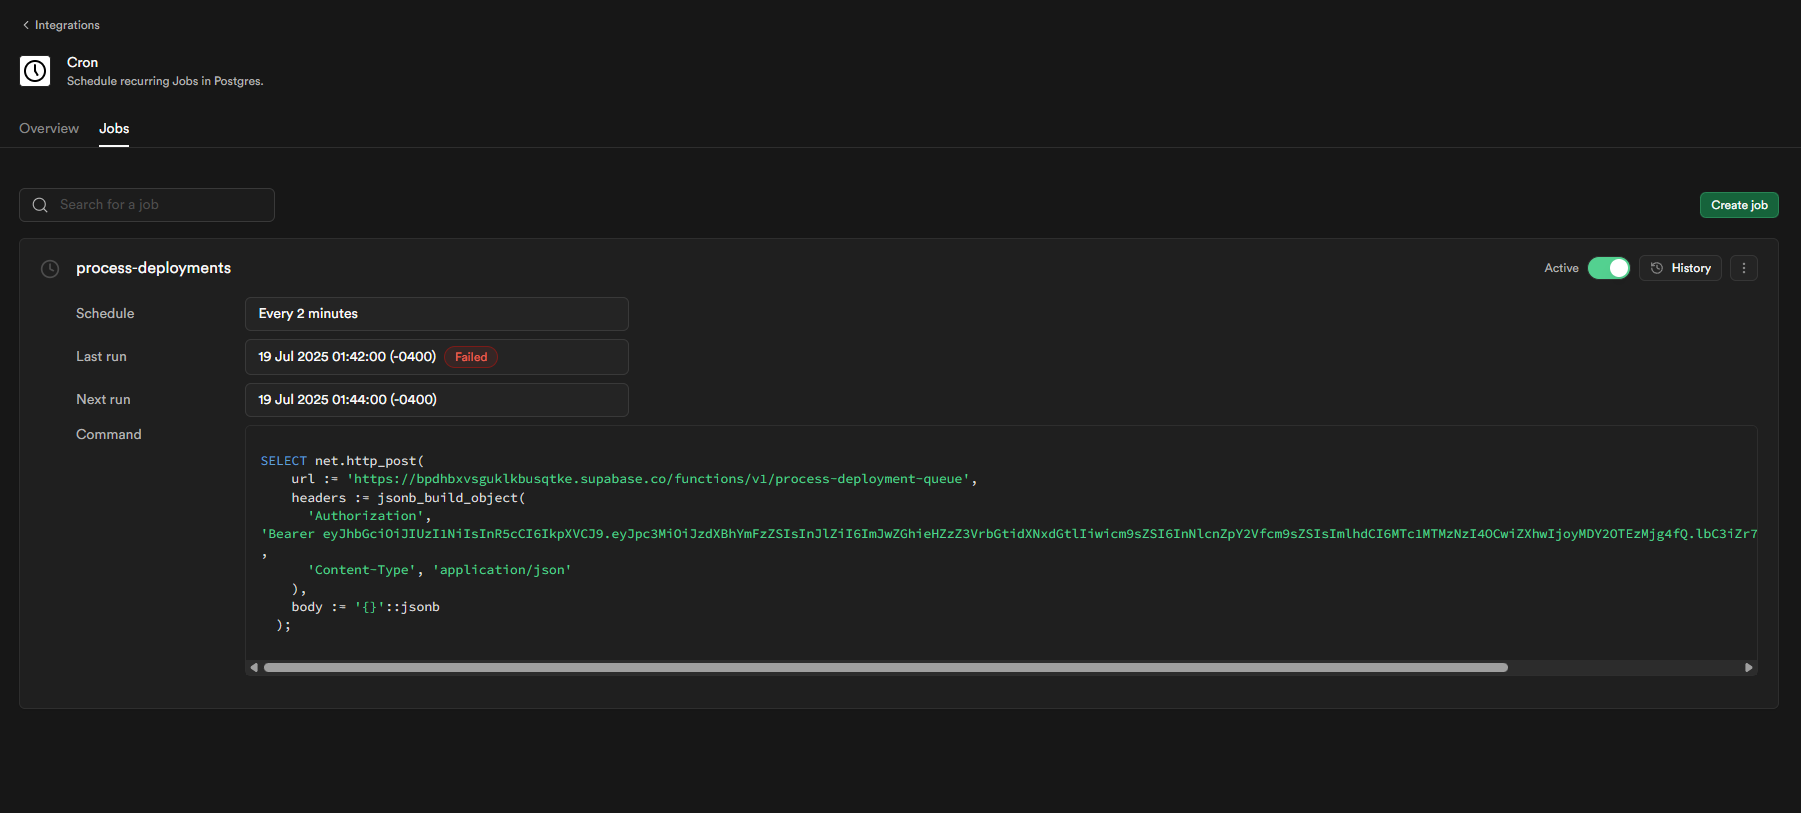 Integrations
Cron
Schedule recurring Jobs in Postgres.
Overview Jobs
Search for a job
Create job
process-deployments
Active
History
Schedule
Every 2 minutes
Last run
19 Jul 2025 01:42:00 (-0400) Failed
Next run
19 Jul 2025 01:44:00 (-0400)
Command
SELECT net.http_post(
url := 'https://bpdhbxvsguklkbusqtke.supabase.co/functions/v1/process-deployment-queue',
headers := jsonb_build_object(
'Authorization',
'Bearer
,
'Content-Type', 'application/json'
),
body := '{}'::jsonb
);